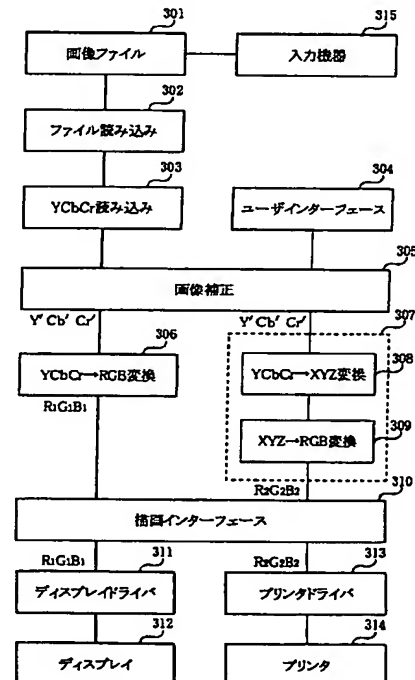 301
315
画像ファイル
入力機器
302
ファイル読み込み
303
304
YCbCr読み込み
ユーザインターフェース
305
画像補正
Y' Cb' Cr'
Y' Cb' Cr'
307
306
308
YCbCr→RGB変換
YCbCr→XYZ変換
R1G1B1
309
XYZ→RGB変換
R2G2B2
310
描画インターフェース
R1G1B1
311
R2G2B2
313
ディスプレイドライバ
プリンタドライバ
312
314
ディスプレイ
プリンタ